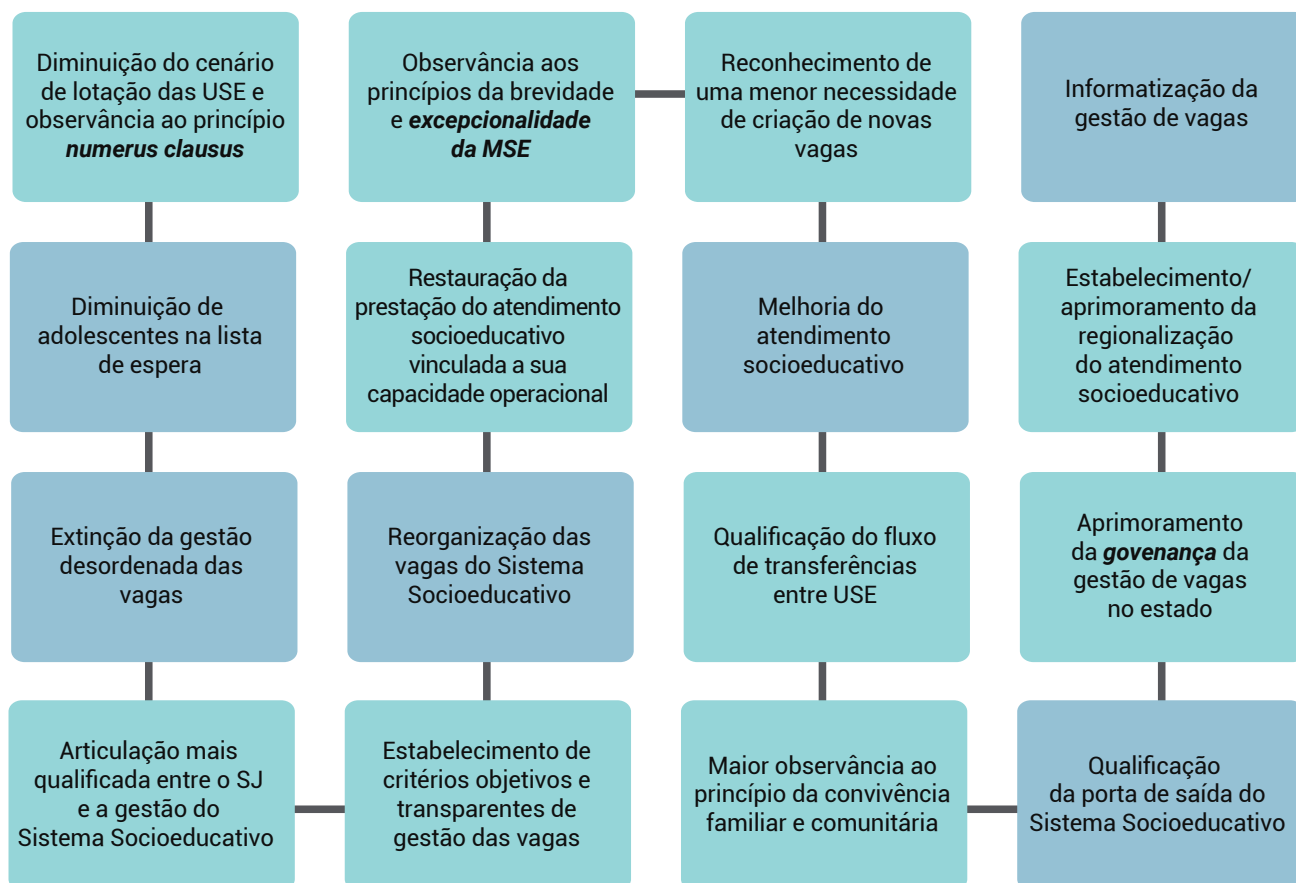 Diminuição do cenário
de lotação das USE e
observância ao princípio
numerus clausus
Diminuição de
adolescentes na lista
de espera
Extinção da gestão
desordenada das
vagas
Articulação mais
qualificada entre o SJ
e a gestão do
Sistema Socioeducativo
Estabelecimento de
critérios objetivos e
transparentes de
gestão das vagas
Reorganização das
vagas do Sistema
Socioeducativo
Restauração da
prestação do atendimento
socioeducativo
vinculada a sua
capacidade operacional
Observância aos
princípios da brevidade
e excepcionalidade
da MSE
Reconhecimento de
uma menor necessidade
de criação de novas
vagas
Melhoria do
atendimento
socioeducativo
Qualificação do fluxo
de transferências
entre USE
Maior observância ao
princípio da convivência
familiar e comunitária
Qualificação
da porta de saída do
Sistema Socioeducativo
Aprimoramento
da govenança da
gestão de vagas
no estado
Estabelecimento/
aprimoramento da
regionalização
do atendimento
socioeducativo
Informatização da
gestão de vagas